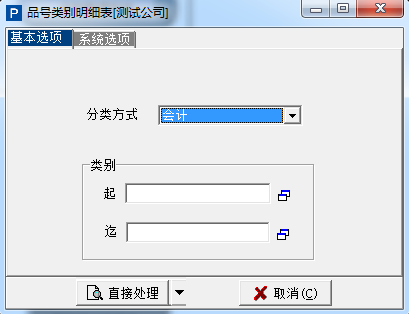 P 品号类别明细表[测试公司]
基本选项 系统选项
分类方式 会计
类别
起
迄
直接处理 取消(C)